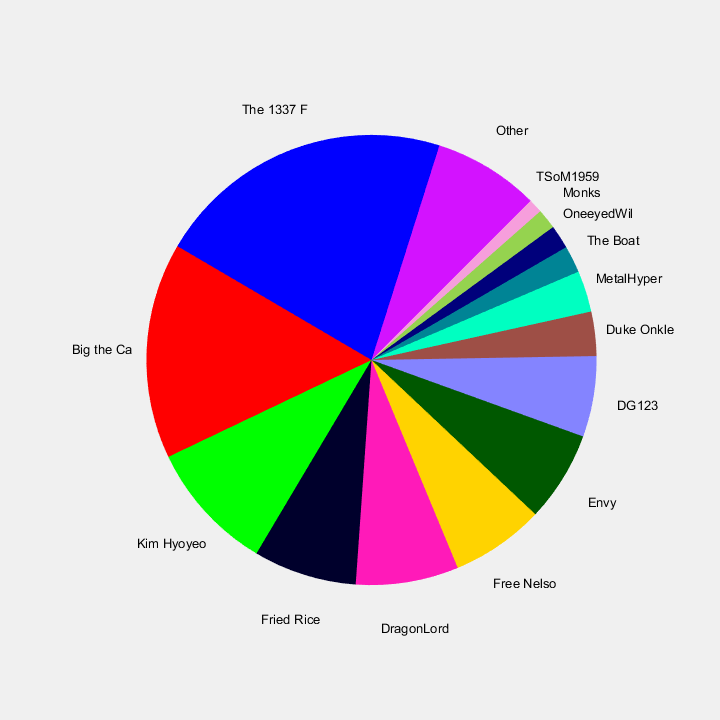 The 1337 F
Other
TSoM1959
Monks
OneeyedWil
The Boat
MetalHyper
Duke Onkle
Big the Ca
DG123
Envy
Kim Hyoyeo
Free Nelso
Fried Rice
DragonLord